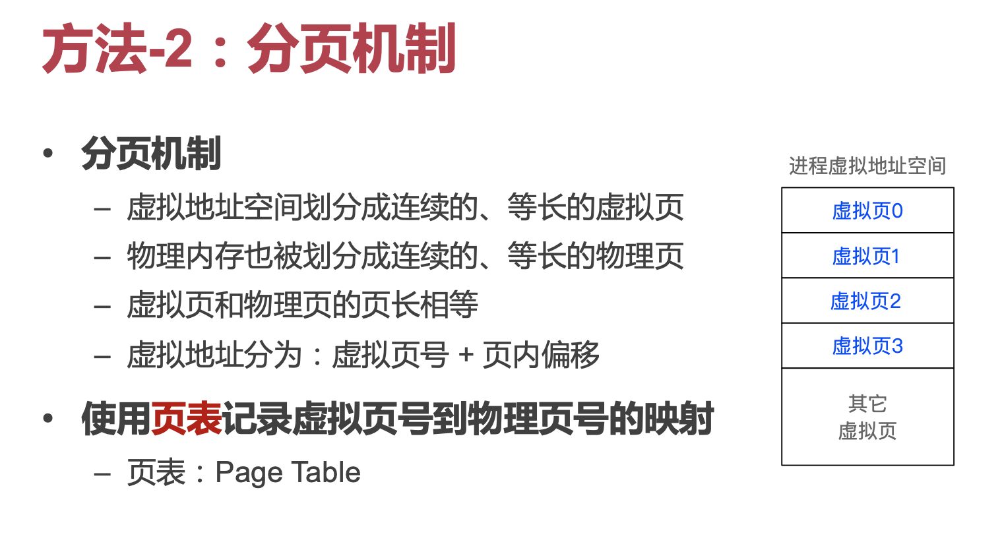 方法-2：分页机制
• 分页机制
– 虚拟地址空间划分成连续的、等长的虚拟页
– 物理内存也被划分成连续的、等长的物理页
– 虚拟页和物理页的页长相等
– 虚拟地址分为：虚拟页号 + 页内偏移
• 使用页表记录虚拟页号到物理页号的映射
– 页表：Page Table
进程虚拟地址空间
虚拟页0
虚拟页1
虚拟页2
虚拟页3
其它
虚拟页